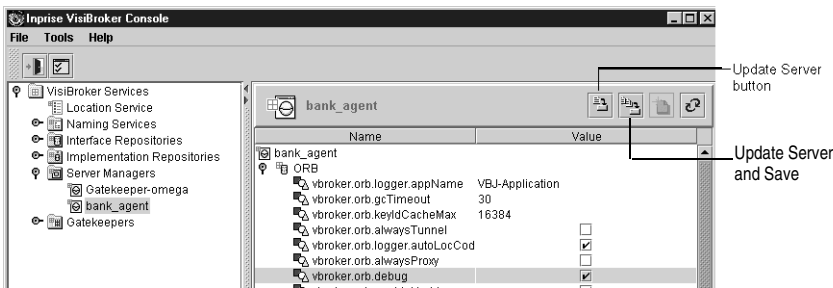 Inprise VisiBroker Console
File Tools Help
VisiBroker Services
Location Service
Naming Services
Interface Repositories
Implementation Repositories
Server Managers
Gatekeeper-omega
bank_agent
Gatekeepers
bank_agent
Name Value
bank_agent
ORB
vbroker.orb.logger.appName VBJ-Application
vbroker.orb.gcTimeout 30
vbroker.orb.keyIdCacheMax 16384
vbroker.orb.alwaysTunnel
vbroker.orb.logger.autoLocCod
vbroker.orb.alwaysProxy
vbroker.orb.debug
Update Server
button
Update Server
and Save